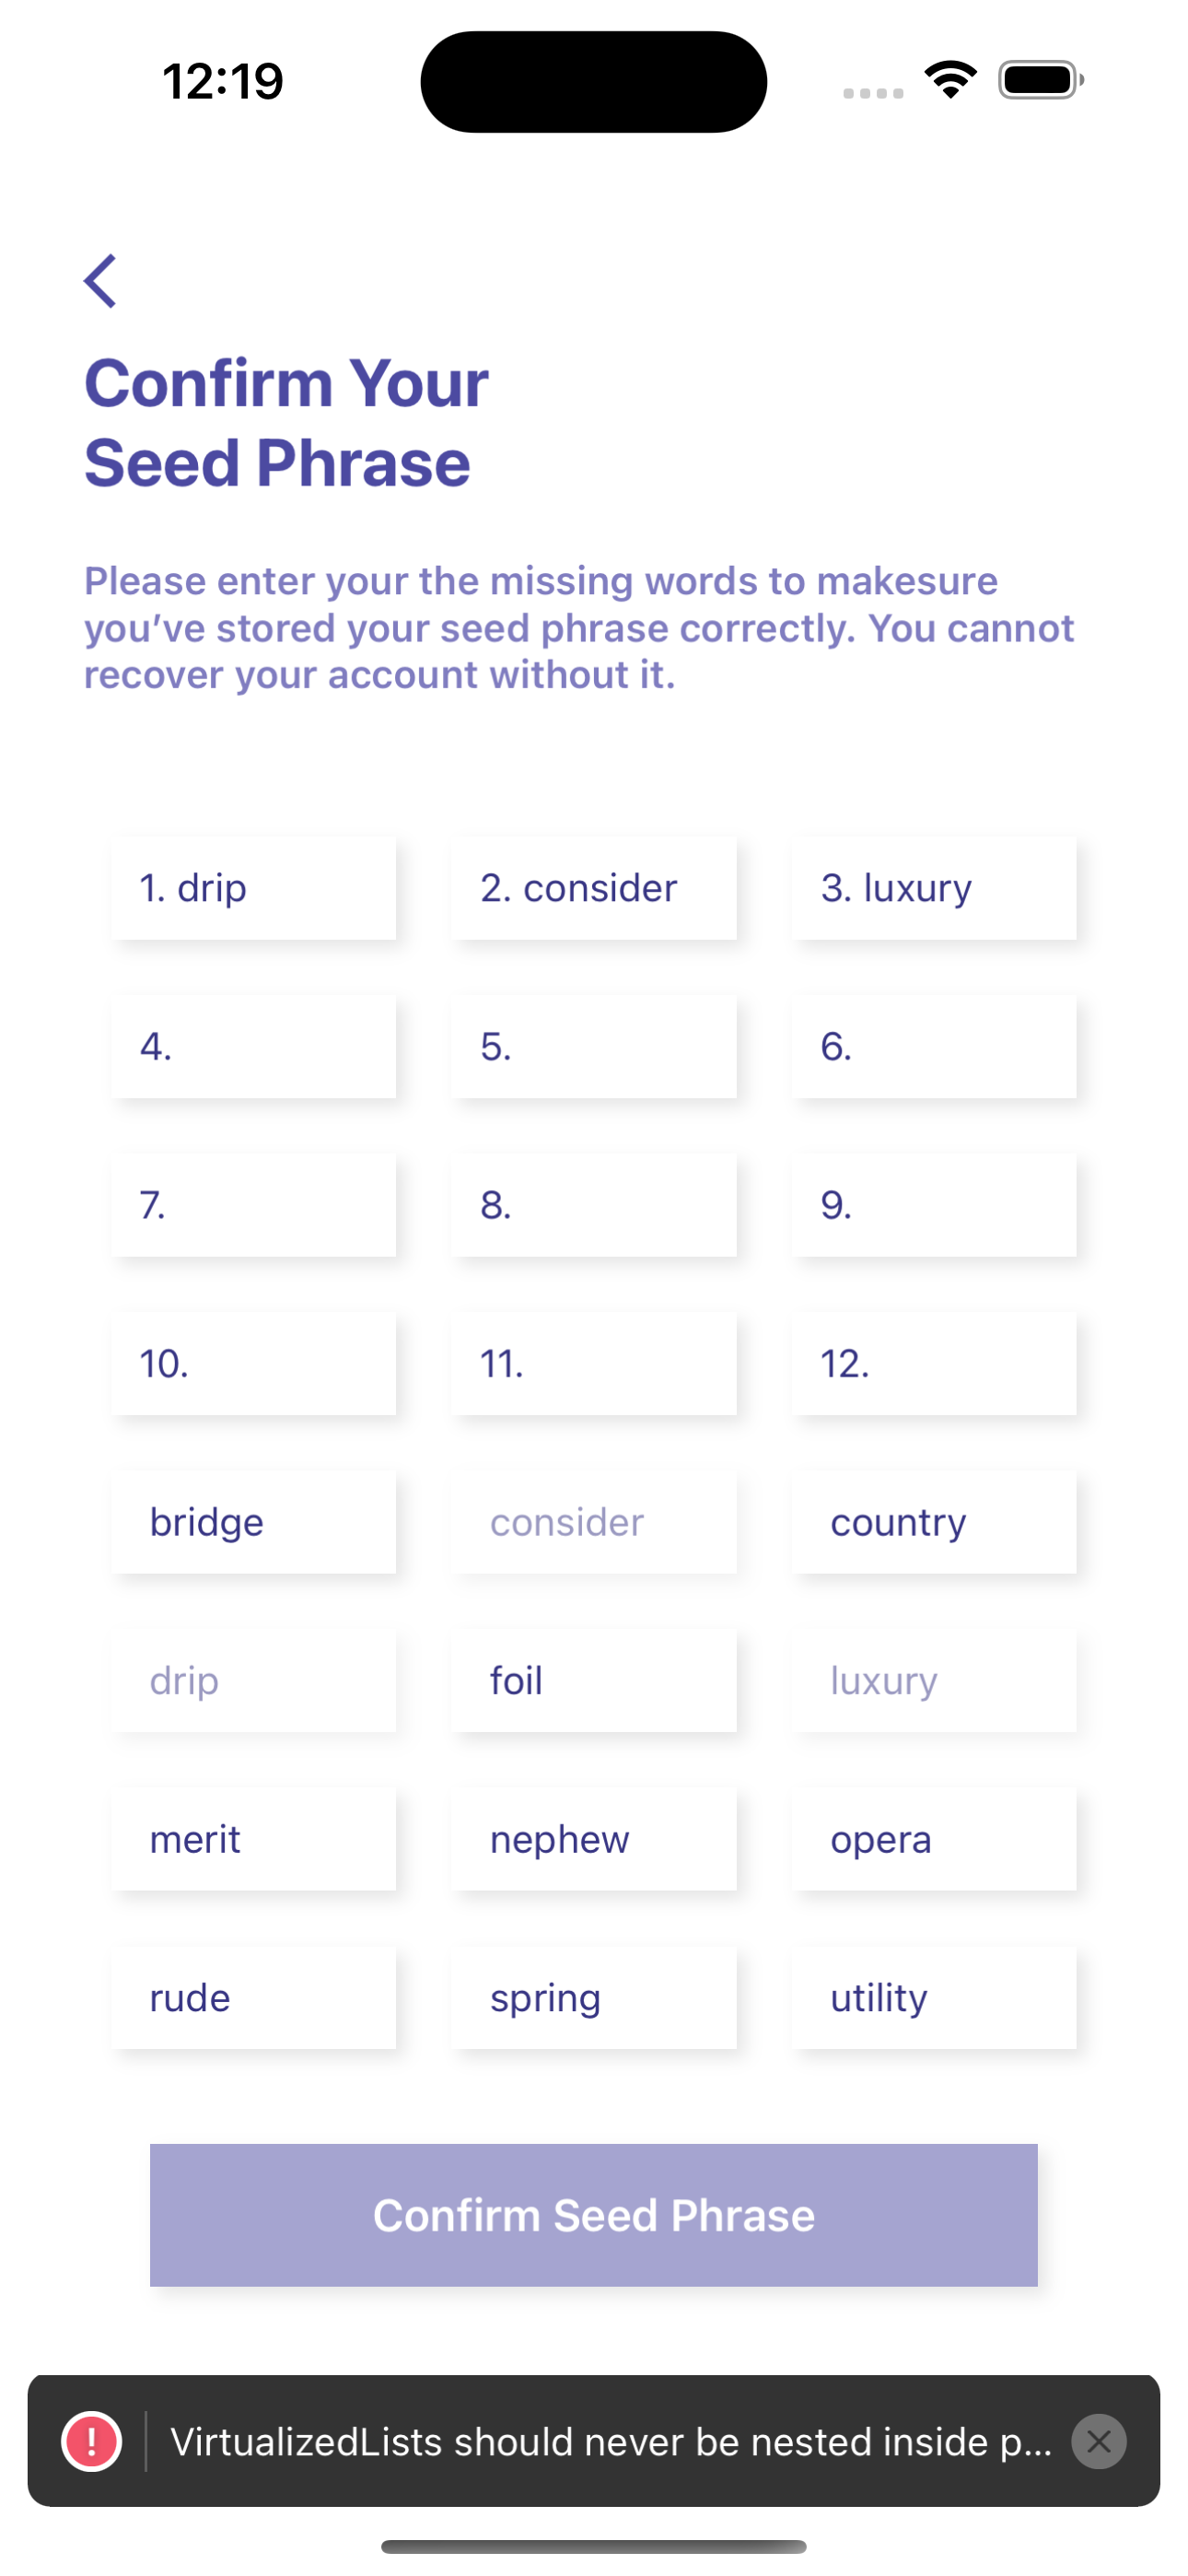 12:19
Confirm Your
Seed Phrase
Please enter your the missing words to makesure
you’ve stored your seed phrase correctly. You cannot
recover your account without it.
1. drip
2. consider
3. luxury
4.
5.
6.
7.
8.
9.
10.
11.
12.
bridge
consider
country
drip
foil
luxury
merit
nephew
opera
rude
spring
utility
Confirm Seed Phrase
! VirtualizedLists should never be nested inside p...